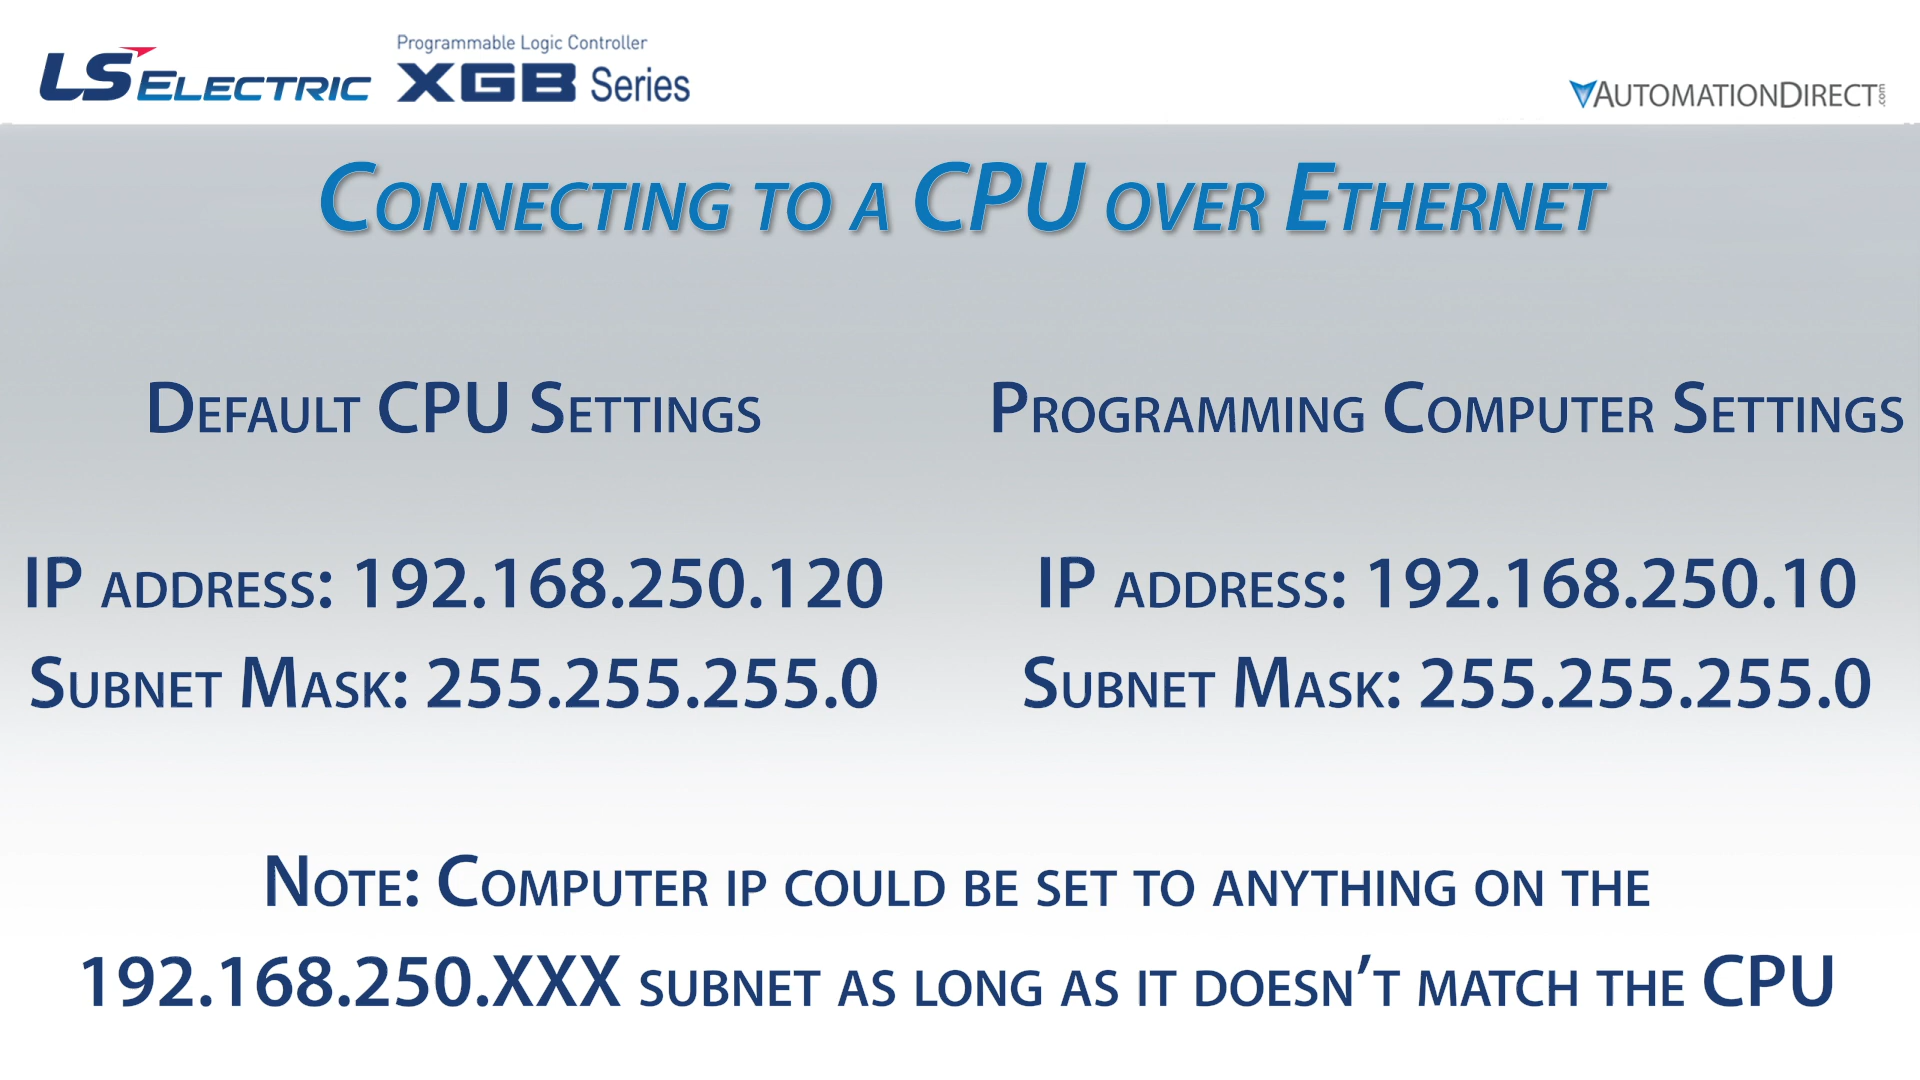 LS ELECTRIC
Programmable Logic Controller
XGB Series
AUTOMATIONDIRECT.com
CONNECTING TO A CPU OVER ETHERNET
DEFAULT CPU SETTINGS
IP ADDRESS: 192.168.250.120
SUBNET MASK: 255.255.255.0
PROGRAMMING COMPUTER SETTINGS
IP ADDRESS: 192.168.250.10
SUBNET MASK: 255.255.255.0
NOTE: COMPUTER IP COULD BE SET TO ANYTHING ON THE
192.168.250.XXX SUBNET AS LONG AS IT DOESN'T MATCH THE CPU